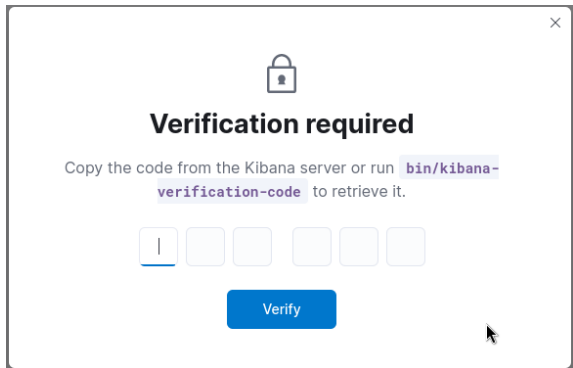 Verification required
Copy the code from the Kibana server or run bin/kibana-
verification-code to retrieve it.
Verify